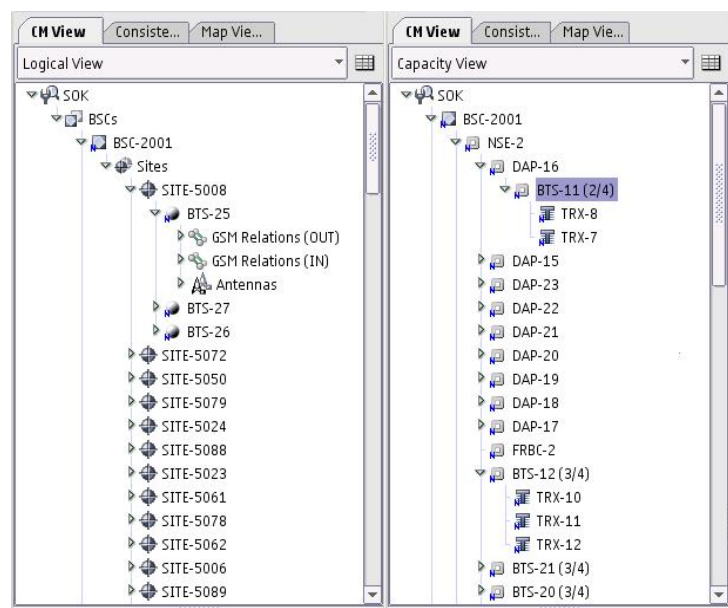 CM View
Consiste...
Map Vie...
Logical View
SOK
BSCs
BSC-2001
Sites
SITE-5008
BTS-25
GSM Relations (OUT)
GSM Relations (IN)
Antennas
BTS-27
BTS-26
SITE-5072
SITE-5050
SITE-5079
SITE-5024
SITE-5088
SITE-5023
SITE-5061
SITE-5078
SITE-5062
SITE-5006
SITE-5089
CM View
Consist...
Map Vie...
Capacity View
SOK
BSC-2001
NSE-2
DAP-16
BTS-11 (2/4)
TRX-8
TRX-7
DAP-15
DAP-23
DAP-22
DAP-21
DAP-20
DAP-19
DAP-18
DAP-17
FRBC-2
BTS-12 (3/4)
TRX-10
TRX-11
TRX-12
BTS-21 (3/4)
BTS-20 (3/4)